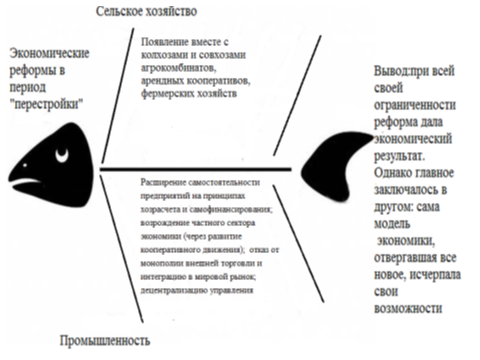 Сельское хозяйство
Экономические
реформы в
период
"перестройки"
Появление вместе с
колхозами и совхозами
агрокомбинатов,
арендных кооперативов,
фермерских хозяйств
Вывод:при всей
своей
ограниченности
реформа дала
экономический
результат.
Однако главное
заключалось в
другом: сама
модель
экономики,
отвергавшая все
новое, исчерпала
свои
возможности
Расширение самостоятельности
предприятий на принципах
хозрасчета и самофинансирования;
возрождение частного сектора
экономики (через развитие
кооперативного движения); отказ от
монополии внешней торговли и
интеграцию в мировой рынок;
децентрализацию управления
Промышленность